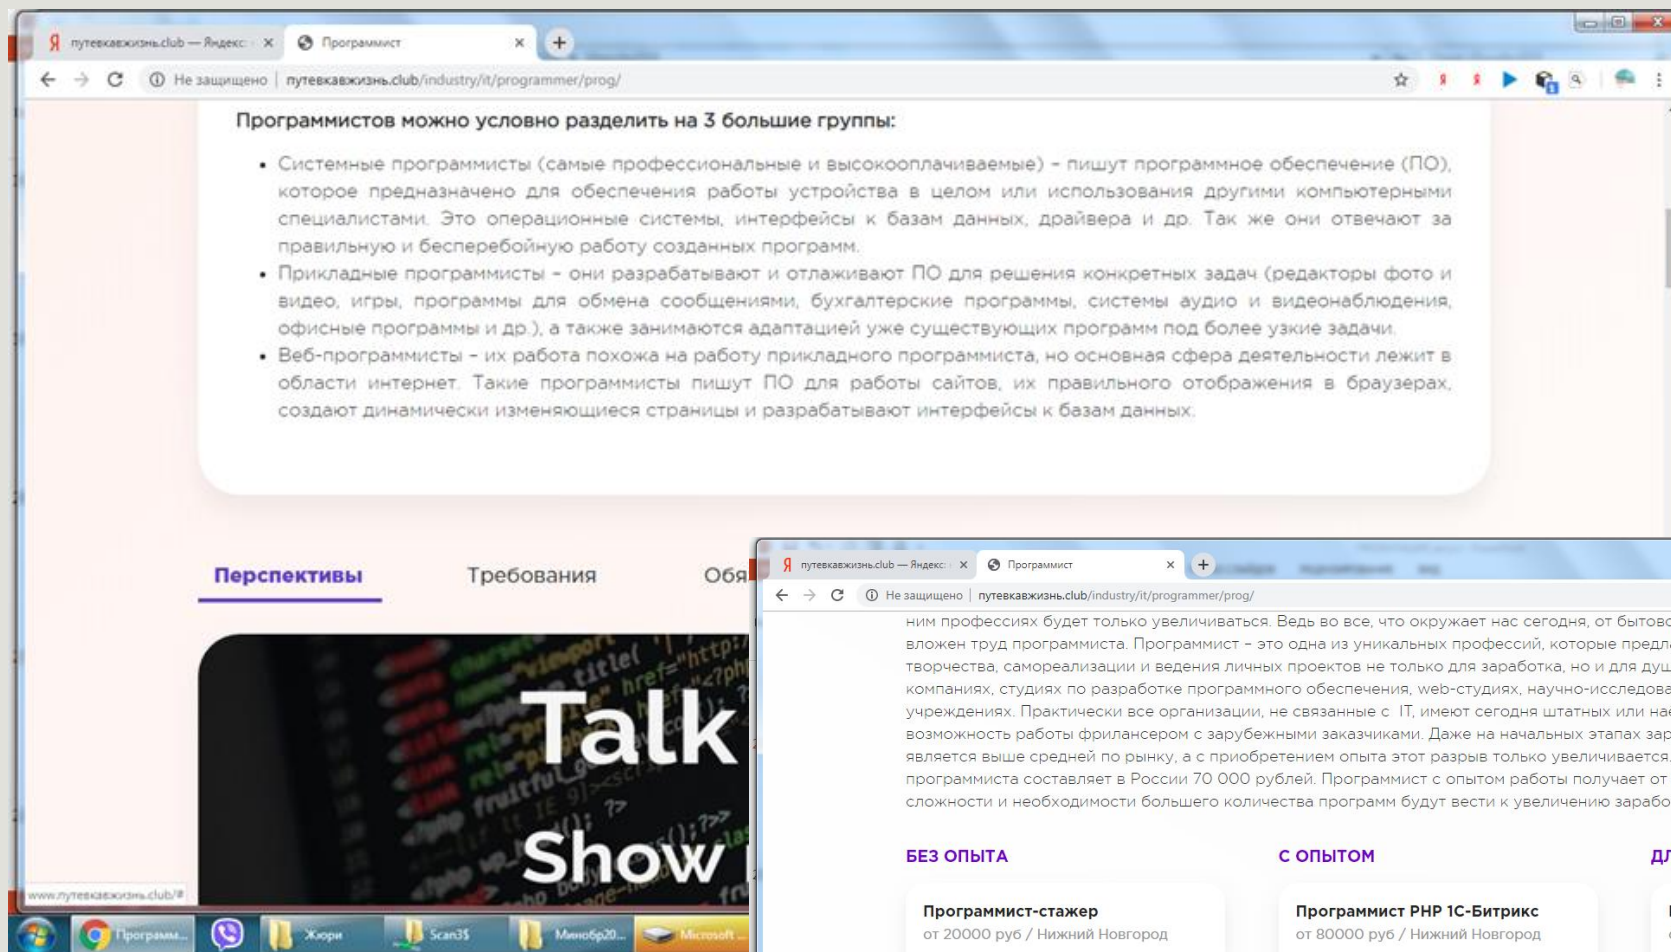 путевкавжизнь.club — Яндекс:
Программист
Не защищено | путевкавжизнь.club/industry/it/programmer/prog/
Программистов можно условно разделить на 3 большие группы:
• Системные программисты (самые профессиональные и высокооплачиваемые) – пишут программное обеспечение (ПО),
которое предназначено для обеспечения работы устройства в целом или использования другими компьютерными
специалистами. Это операционные системы, интерфейсы к базам данных, драйвера и др. Так же они отвечают за
правильную и бесперебойную работу созданных программ.
• Прикладные программисты – они разрабатывают и отлаживают ПО для решения конкретных задач (редакторы фото и
видео, игры, программы для обмена сообщениями, бухгалтерские программы, системы аудио и видеонаблюдения,
офисные программы и др.), а также занимаются адаптацией уже существующих программ под более узкие задачи.
• Веб-программисты – их работа похожа на работу прикладного программиста, но основная сфера деятельности лежит в
области интернет. Такие программисты пишут ПО для работы сайтов, их правильного отображения в браузерах,
создают динамически изменяющиеся страницы и разрабатывают интерфейсы к базам данных.
Перспективы Требования Обя
Talk
Show
www.путевкавжизнь.club/#
Программ... Жюри Scan3$ Минобр20... Microsoft ...
путевкавжизнь.club — Яндекс:
Программист
Не защищено | путевкавжизнь.club/industry/it/programmer/prog/
ним профессиях будет только увеличиваться. Ведь во все, что окружает нас сегодня, от бытово
вложен труд программиста. Программист – это одна из уникальных профессий, которые предла
творчества, самореализации и ведения личных проектов не только для заработка, но и для душ
компаниях, студиях по разработке программного обеспечения, web-студиях, научно-исследова
учреждениях. Практически все организации, не связанные с IT, имеют сегодня штатных или нае
возможность работы фрилансером с зарубежными заказчиками. Даже на начальных этапах зар
является выше средней по рынку, а с приобретением опыта этот разрыв только увеличивается.
программиста составляет в России 70 000 рублей. Программист с опытом работы получает от
сложности и необходимости большего количества программ будут вести к увеличению зарабо
БЕЗ ОПЫТА С ОПЫТОМ ДЛ
Программист-стажер
от 20000 руб / Нижний Новгород
Программист PHP 1С-Битрикс
от 80000 руб / Нижний Новгород